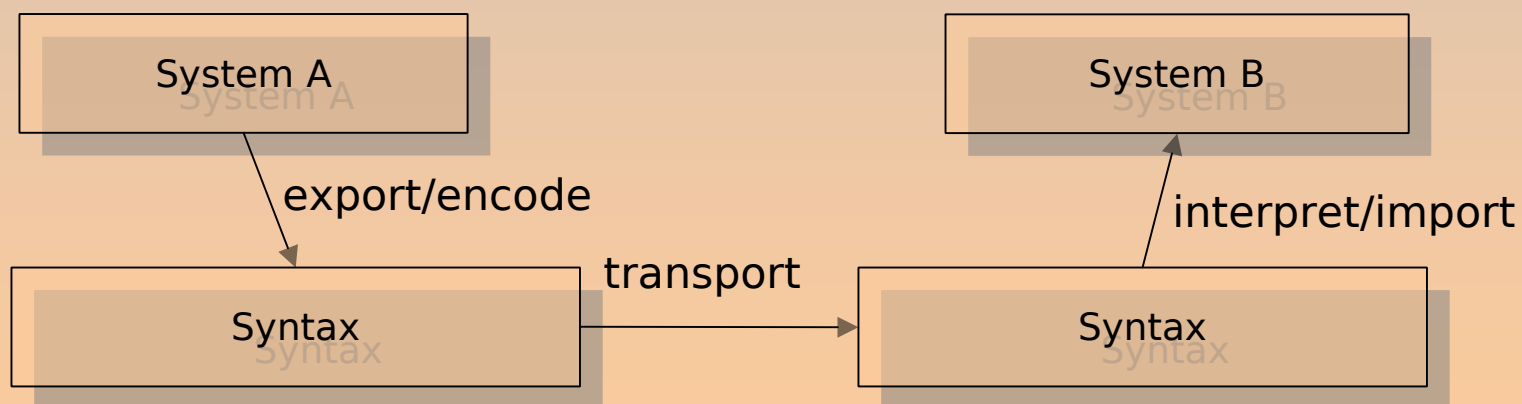 System A
System B
export/encode
interpret/import
transport
Syntax
Syntax